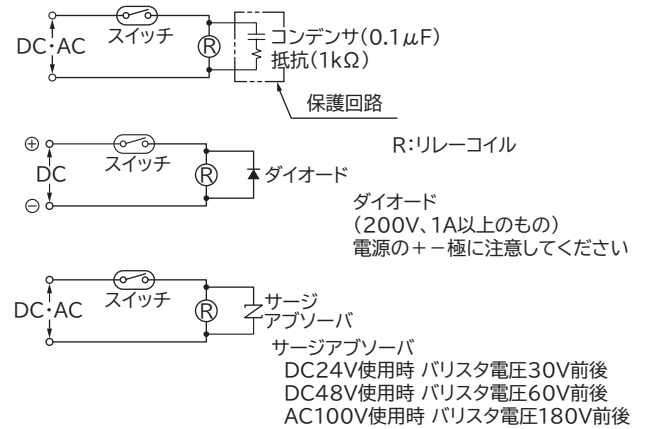 DC・AC
スイッチ
R
コンデンサ(0.1μF)
抵抗(1kΩ)
保護回路
R:リレーコイル
⊕
DC
⊖
スイッチ
R
ダイオード
ダイオード
(200V、1A以上のもの)
電源の+−極に注意してください
DC・AC
スイッチ
R
サージ
アブソーバ
サージアブソーバ
DC24V使用時 バリスタ電圧30V前後
DC48V使用時 バリスタ電圧60V前後
AC100V使用時 バリスタ電圧180V前後